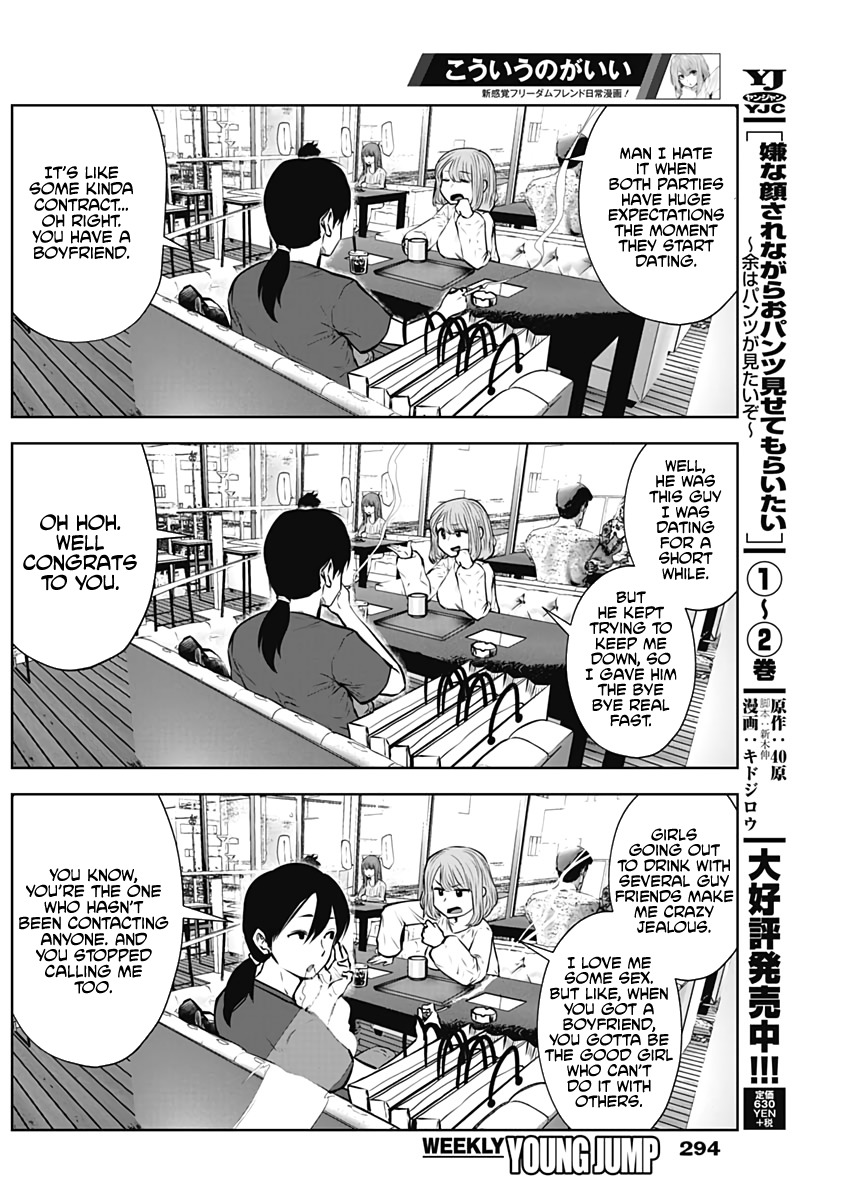 こういうのがいい
新感覚フリーダムフレンド日常漫画！
MAN I HATE
IT WHEN
BOTH PARTIES
HAVE HUGE
EXPECTATIONS
THE MOMENT
THEY START
DATING.
IT'S LIKE
SOME KINDA
CONTRACT...
OH RIGHT.
YOU HAVE A
BOYFRIEND.
WELL,
HE WAS
THIS GUY
I WAS
DATING
FOR A
SHORT
WHILE.
BUT
HE KEPT
TRYING TO
KEEP ME
DOWN, SO
I GAVE HIM
THE BYE
BYE REAL
FAST.
OH HOH.
WELL
CONGRATS
TO YOU.
GIRLS
GOING OUT
TO DRINK WITH
SEVERAL GUY
FRIENDS MAKE
ME CRAZY
JEALOUS.
I LOVE ME
SOME SEX.
BUT LIKE, WHEN
YOU GOT A
BOYFRIEND,
YOU GOTTA BE
THE GOOD GIRL
WHO CAN'T
DO IT WITH
OTHERS.
YOU KNOW,
YOU'RE THE ONE
WHO HASN'T
BEEN CONTACTING
ANYONE. AND
YOU STOPPED
CALLING ME
TOO.
YJ
ヤンジャン
YJC
［嫌な顔されながらおパンツ見せてもらいたい］
〜余はパンツが見たいぞ〜
①〜②巻
原作：40原
脚本：新木伸
漫画：キドジロウ
大好評発売中!!!
定価
630
YEN
+税
WEEKLY YOUNG JUMP 294